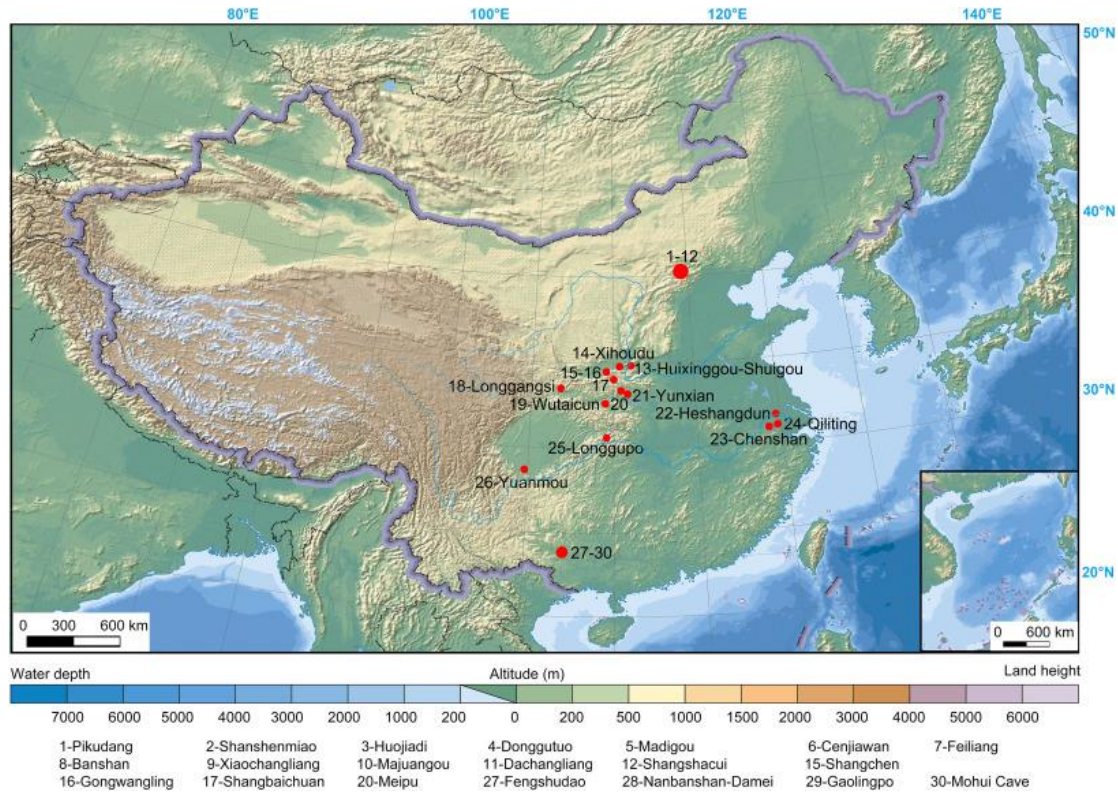 80°E 100°E 120°E 140°E
50°N
40°N
1-12
14-Xihoudu
15-16
13-Huixinggou-Shuigou
30°N
17
18-Longgangsi
21-Yunxian
19-Wutaicun
20
22-Heshangdun
24-Qiliting
23-Chenshan
25-Longgupo
26-Yuanmou
27-30
20°N
0 300 600 km
0 600 km
Water depth Altitude (m) Land height
7000 6000 5000 4000 3000 2000 1000 200 0 200 500 1000 1500 2000 3000 4000 5000 6000
1-Pikudang 2-Shanshenmiao 3-Huojiadi 4-Donggutuo 5-Madigou 6-Cenjiawan 7-Feiliang
8-Banshan 9-Xiaochangliang 10-Majuangou 11-Dachangliang 12-Shangshacui 15-Shangchen
16-Gongwangling 17-Shangbaichuan 20-Meipu 27-Fengshudao 28-Nanbanshan-Damei 29-Gaolingpo 30-Mohui Cave